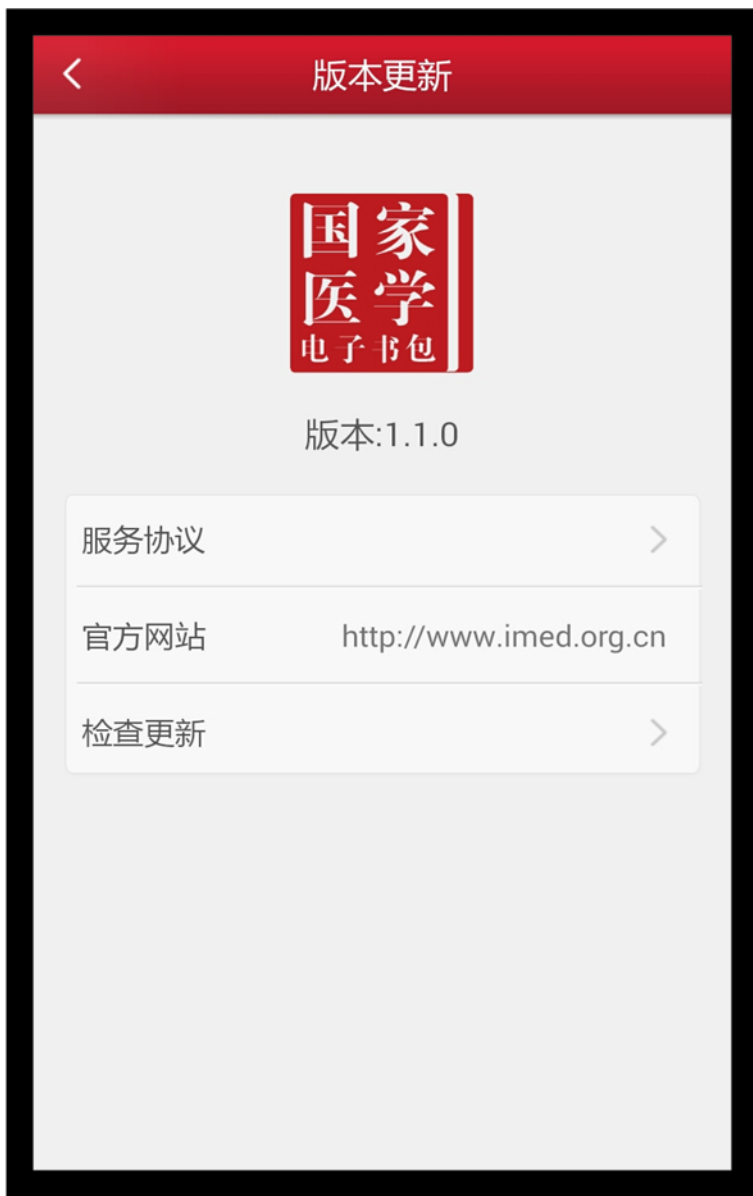 版本更新
国家
医学
电子书包
版本:1.1.0
服务协议
官方网站 http://www.imed.org.cn
检查更新